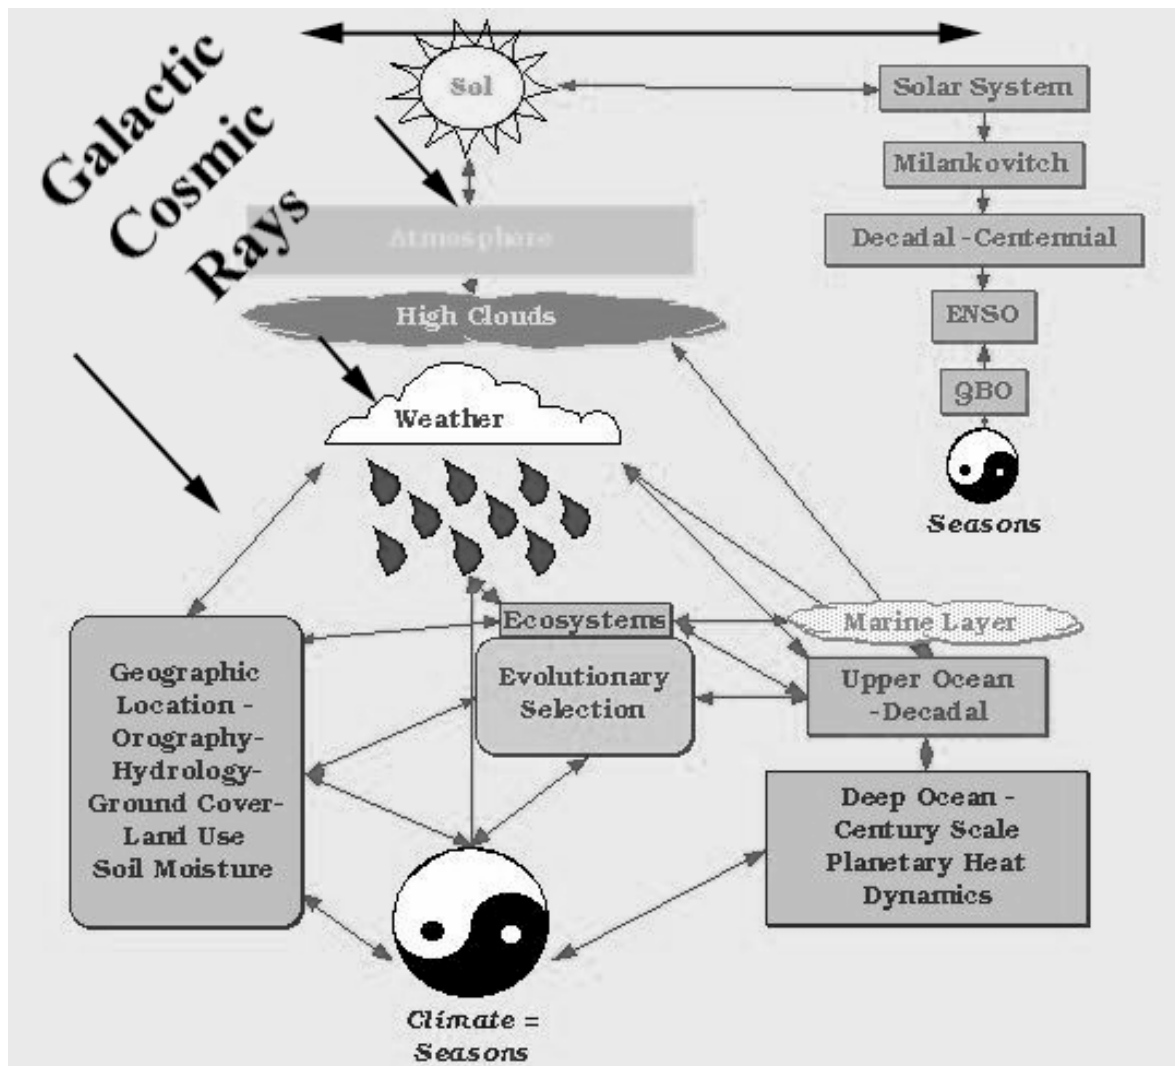 Galactic
Cosmic
Rays
Sol
Solar System
Milankovitch
Atmosphere
Decadal -Centennial
High Clouds
ENSO
QBO
Weather
Seasons
Ecosystems
Marine Layer
Geographic
Location -
Orography-
Hydrology-
Ground Cover-
Land Use
Soil Moisture
Evolutionary
Selection
Upper Ocean
-Decadal
Deep Ocean -
Century Scale
Planetary Heat
Dynamics
Climate =
Seasons